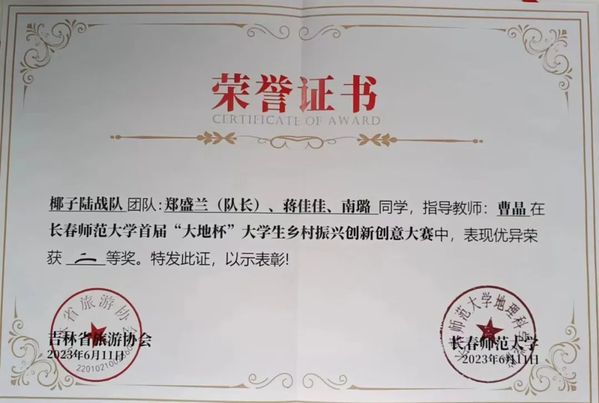 荣誉证书
CERTIFICATE OF AWARD
椰子陆战队 团队:郑盛兰（队长）、蒋佳佳、南璐 同学，指导教师：曹晶 在
长春师范大学首届“大地杯”大学生乡村振兴创新创意大赛中，表现优异荣
获 二 等奖。特发此证，以示表彰!
吉林省旅游协会
2023年6月11日
长春师范大学
2023年6月11日